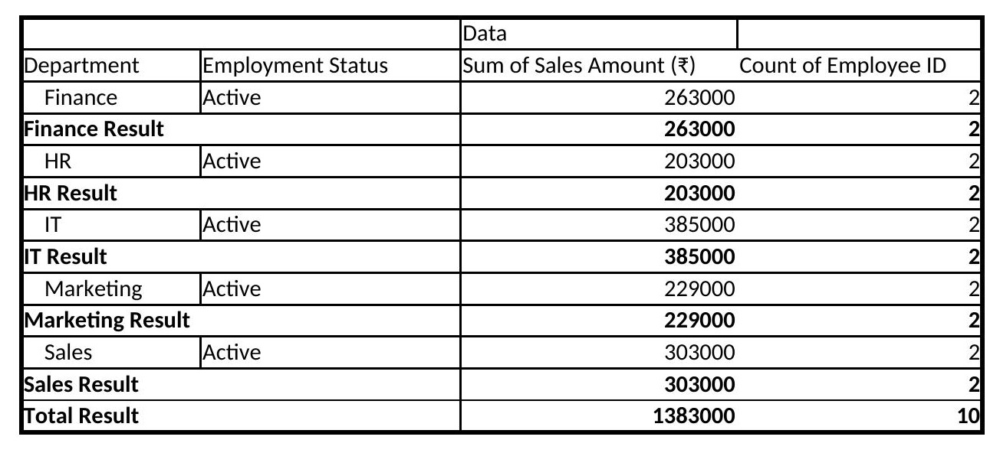 Data
Department Employment Status Sum of Sales Amount (₹) Count of Employee ID
Finance Active 263000 2
Finance Result 263000 2
HR Active 203000 2
HR Result 203000 2
IT Active 385000 2
IT Result 385000 2
Marketing Active 229000 2
Marketing Result 229000 2
Sales Active 303000 2
Sales Result 303000 2
Total Result 1383000 10